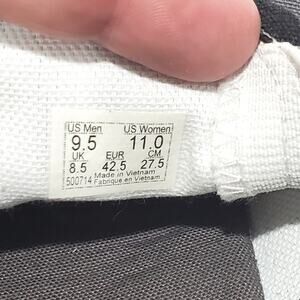 US Men US Women
9.5 11.0
UK EUR CM
8.5 42.5 27.5
Made in Vietnam
500714 Fabriqué en Vietnam